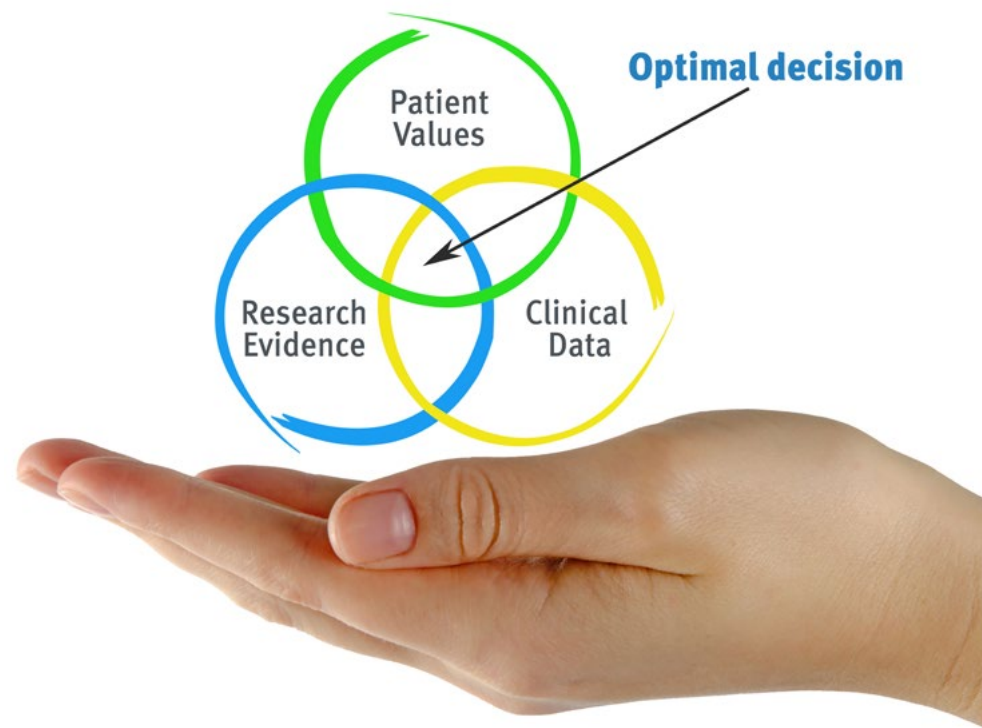 Optimal decision
Patient
Values
Research
Evidence
Clinical
Data